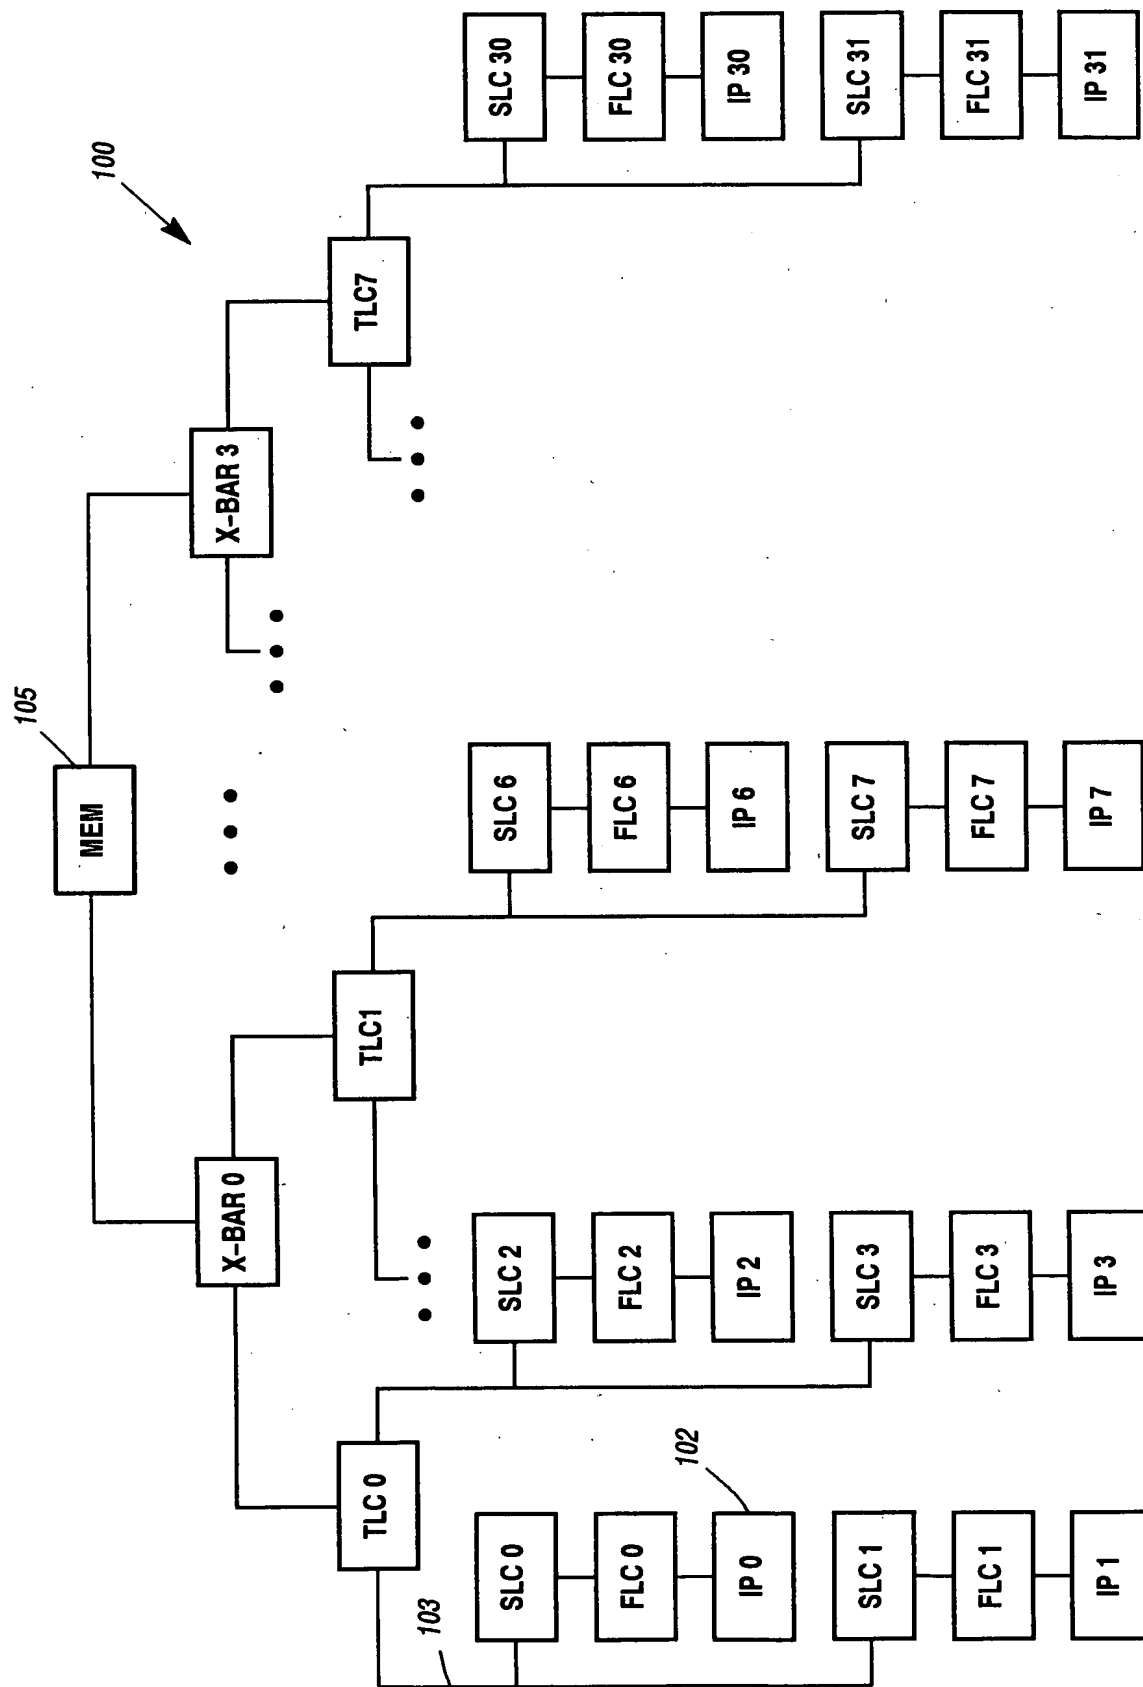 100
105
MEM
X-BAR 0
X-BAR 3
TLC 0
TLC1
TLC7
103
SLC 0
FLC 0
IP 0
102
SLC 1
FLC 1
IP 1
SLC 2
FLC 2
IP 2
SLC 3
FLC 3
IP 3
SLC 6
FLC 6
IP 6
SLC 7
FLC 7
IP 7
SLC 30
FLC 30
IP 30
SLC 31
FLC 31
IP 31